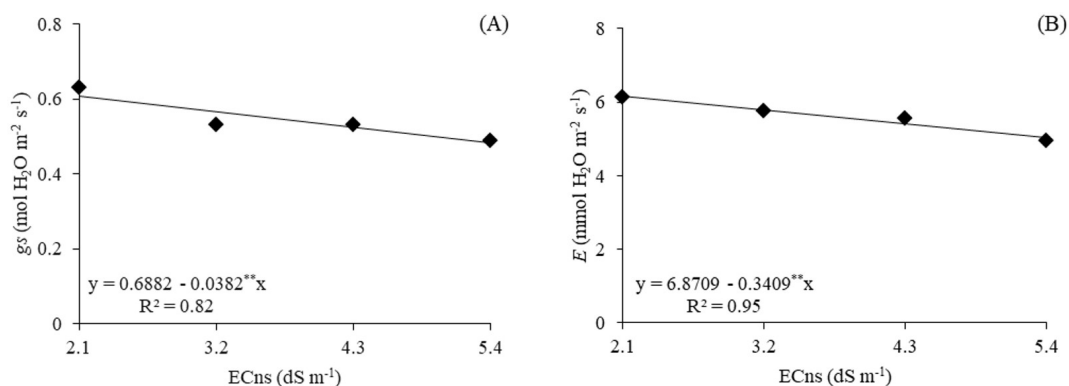 (A)
0.8
0.6
0.4
0.2
0
gs (mol H₂O m⁻² s⁻¹)
y = 0.6882 - 0.0382**x
R² = 0.82
2.1 3.2 4.3 5.4
ECns (dS m⁻¹)
(B)
8
6
4
2
0
E (mmol H₂O m⁻² s⁻¹)
y = 6.8709 - 0.3409**x
R² = 0.95
2.1 3.2 4.3 5.4
ECns (dS m⁻¹)